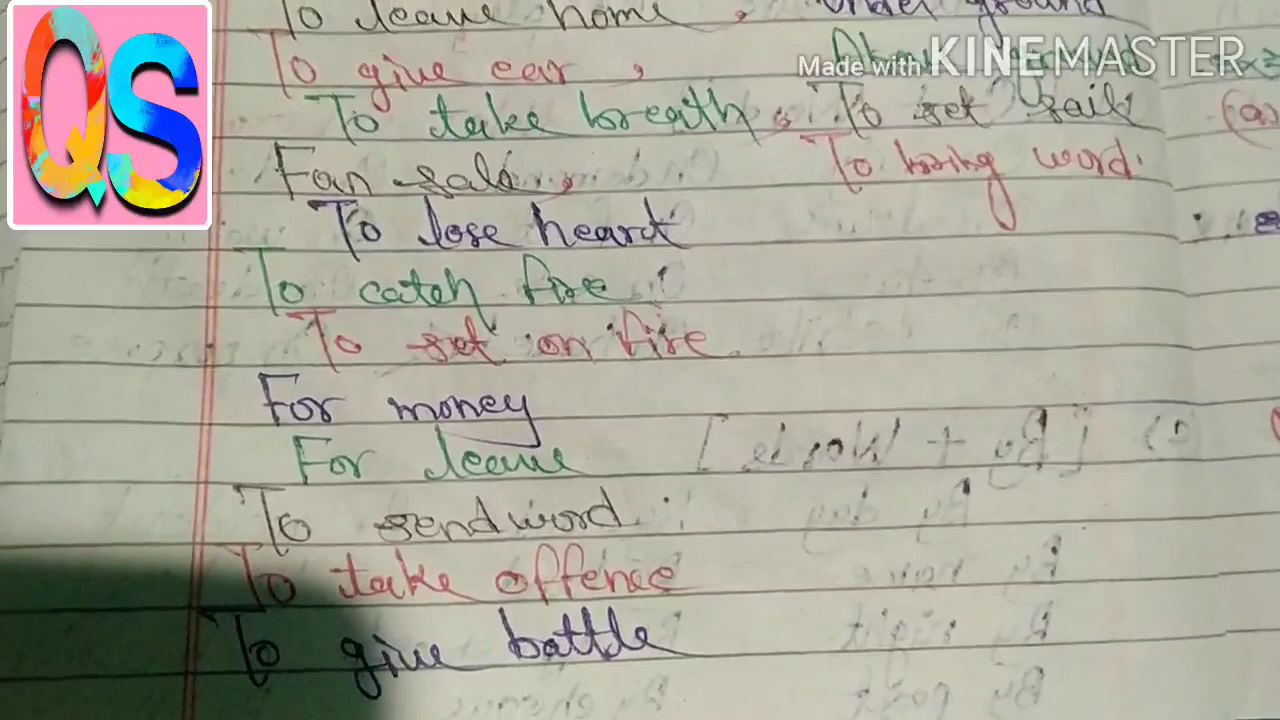 QS
To leave home, under ground
To give ear,
Made with KINEMASTER
To take breath, To set sail
(a)
For sale, To bring word.
To lose heart
To catch fire
To set on fire
For money
For leave
To send word
To take offence
To give battle